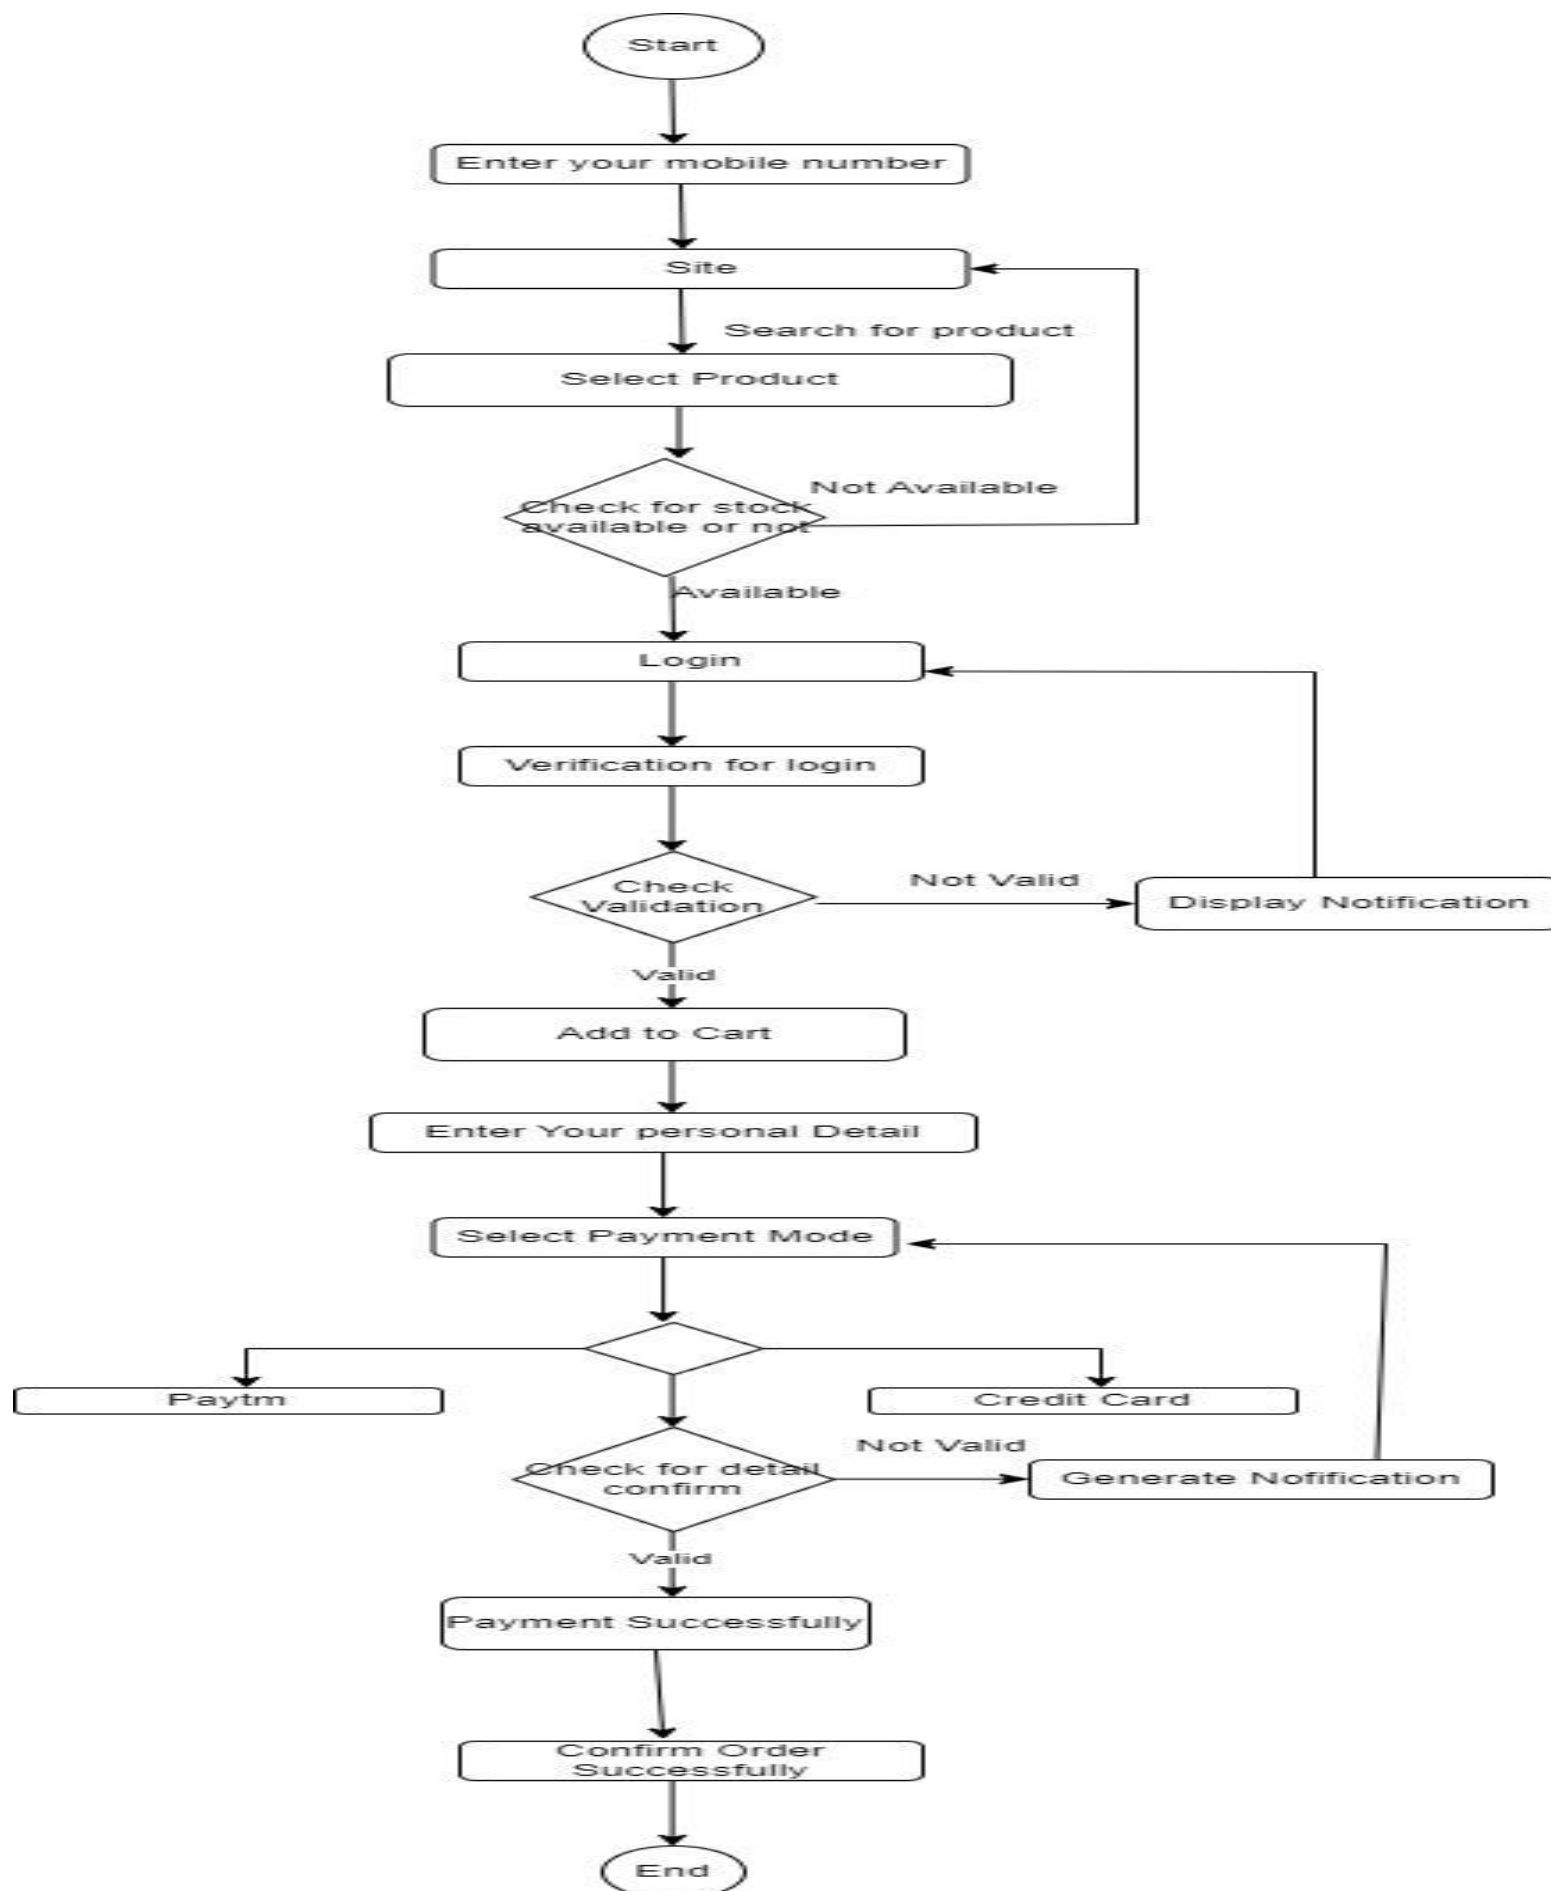 Start
Enter your mobile number
Site
Search for product
Select Product
Not Available
Check for stock
available or not
Available
Login
Verification for login
Not Valid
Check
Validation
Display Notification
Valid
Add to Cart
Enter Your personal Detail
Select Payment Mode
Paytm
Credit Card
Not Valid
Check for detail
confirm
Generate Nofification
Valid
Payment Successfully
Confirm Order
Successfully
End